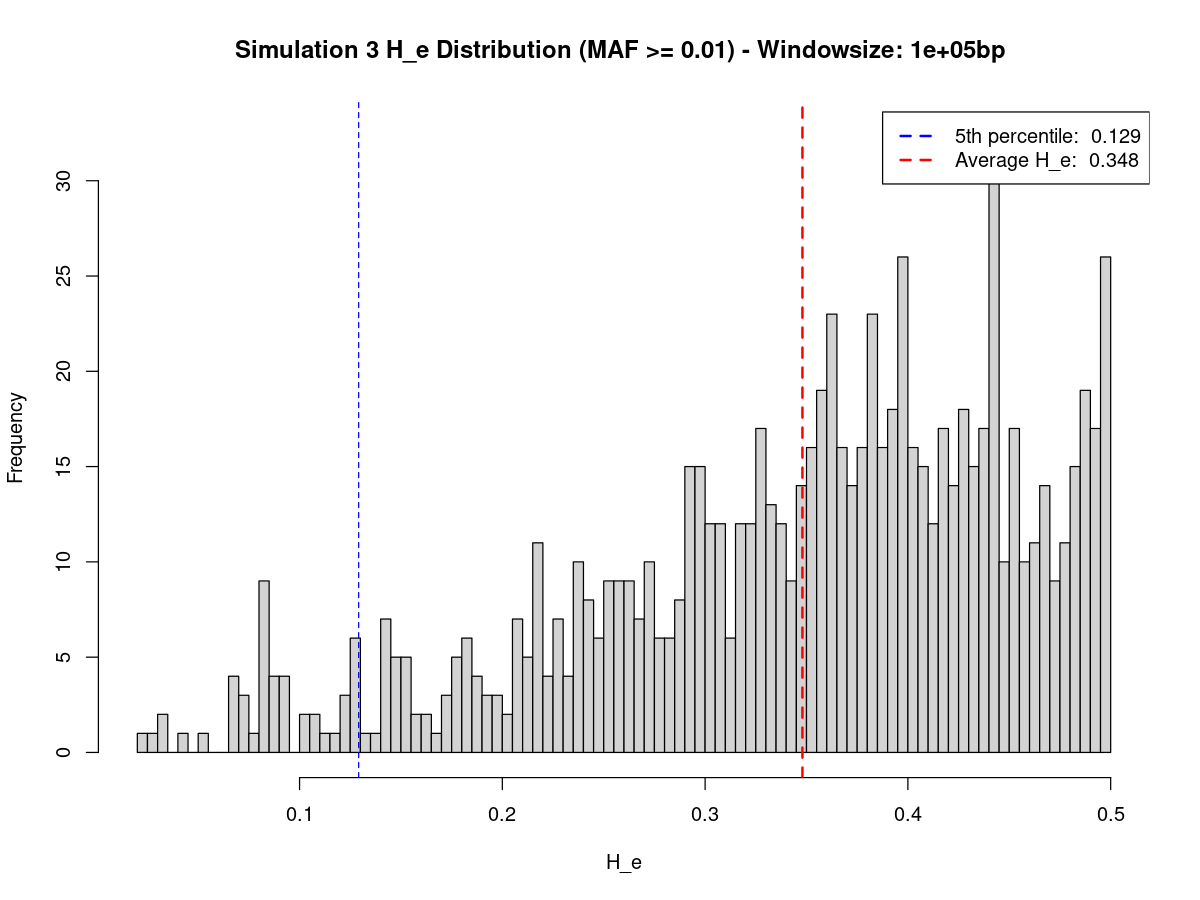 Simulation 3 H_e Distribution (MAF >= 0.01) - Windowsize: 1e+05bp
5th percentile: 0.129
Average H_e: 0.348
Frequency
30
25
20
15
10
5
0
0.1 0.2 0.3 0.4 0.5
H_e